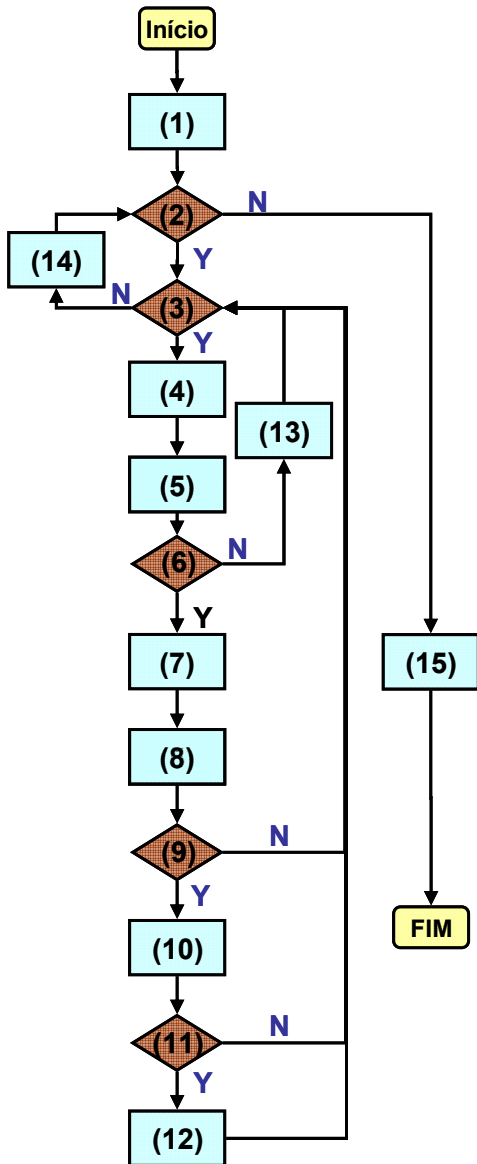 Início
(1)
(2)
N
(14)
Y
N
(3)
Y
(4)
(13)
(5)
(6)
N
Y
(7)
(15)
(8)
(9)
N
Y
(10)
FIM
(11)
N
Y
(12)